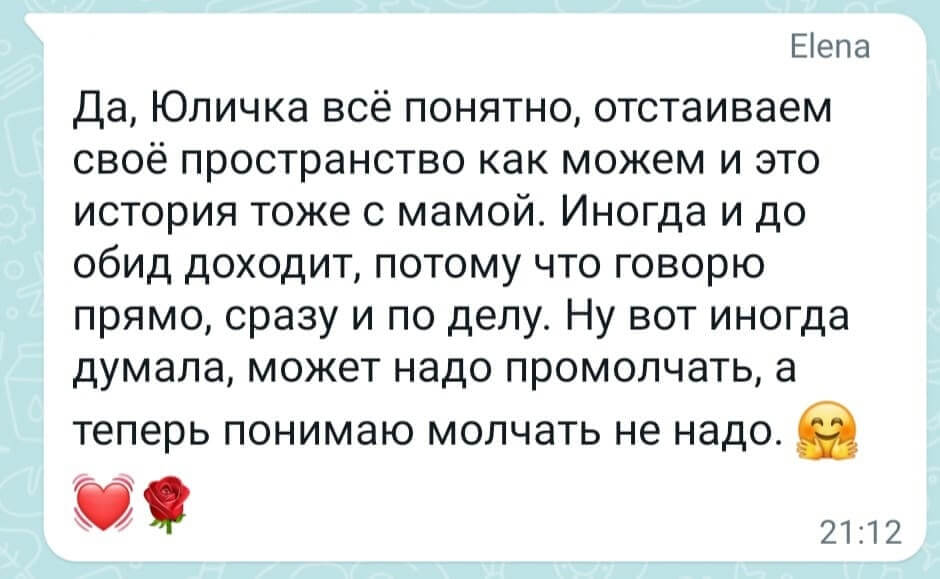 Elena
Да, Юличка всё понятно, отстаиваем
своё пространство как можем и это
история тоже с мамой. Иногда и до
обид доходит, потому что говорю
прямо, сразу и по делу. Ну вот иногда
думала, может надо промолчать, а
теперь понимаю молчать не надо. 🤗
💓🌹
21:12